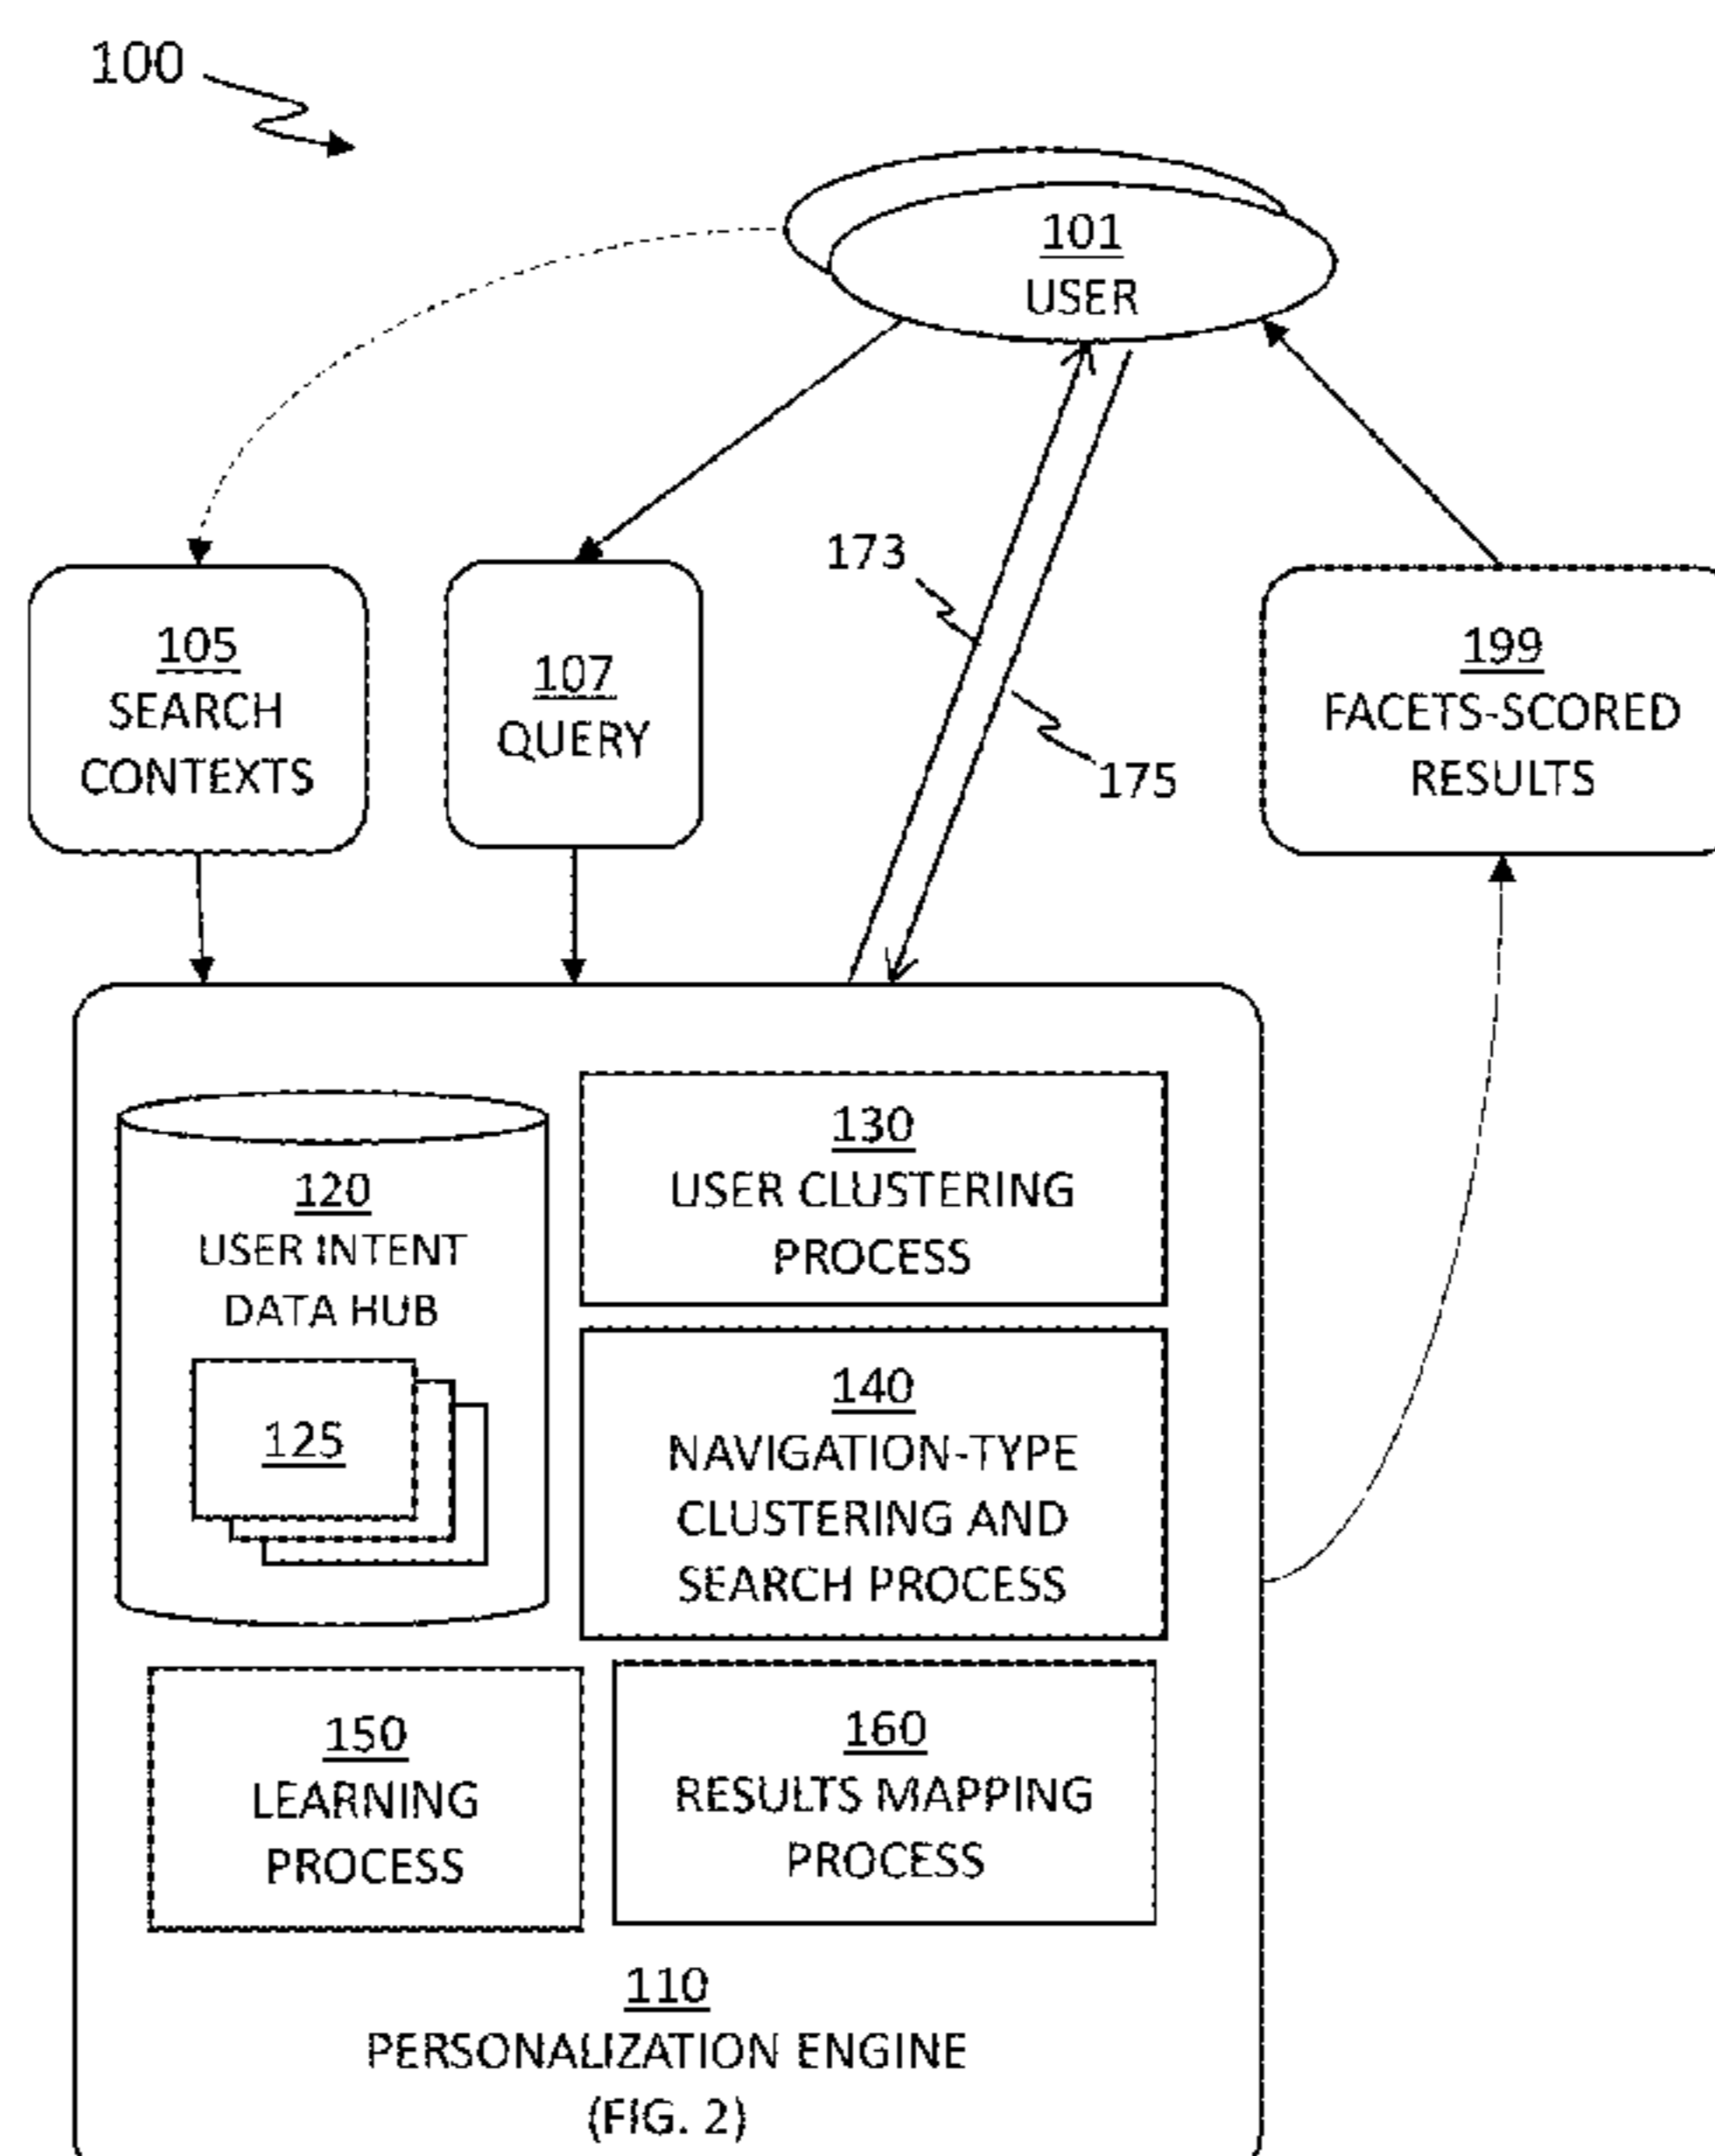 100
101
USER
173
105
SEARCH
CONTEXTS
107
QUERY
175
199
FACETS-SCORED
RESULTS
120
USER INTENT
DATA HUB
125
130
USER CLUSTERING
PROCESS
140
NAVIGATION-TYPE
CLUSTERING AND
SEARCH PROCESS
150
LEARNING
PROCESS
160
RESULTS MAPPING
PROCESS
110
PERSONALIZATION ENGINE
(FIG. 2)